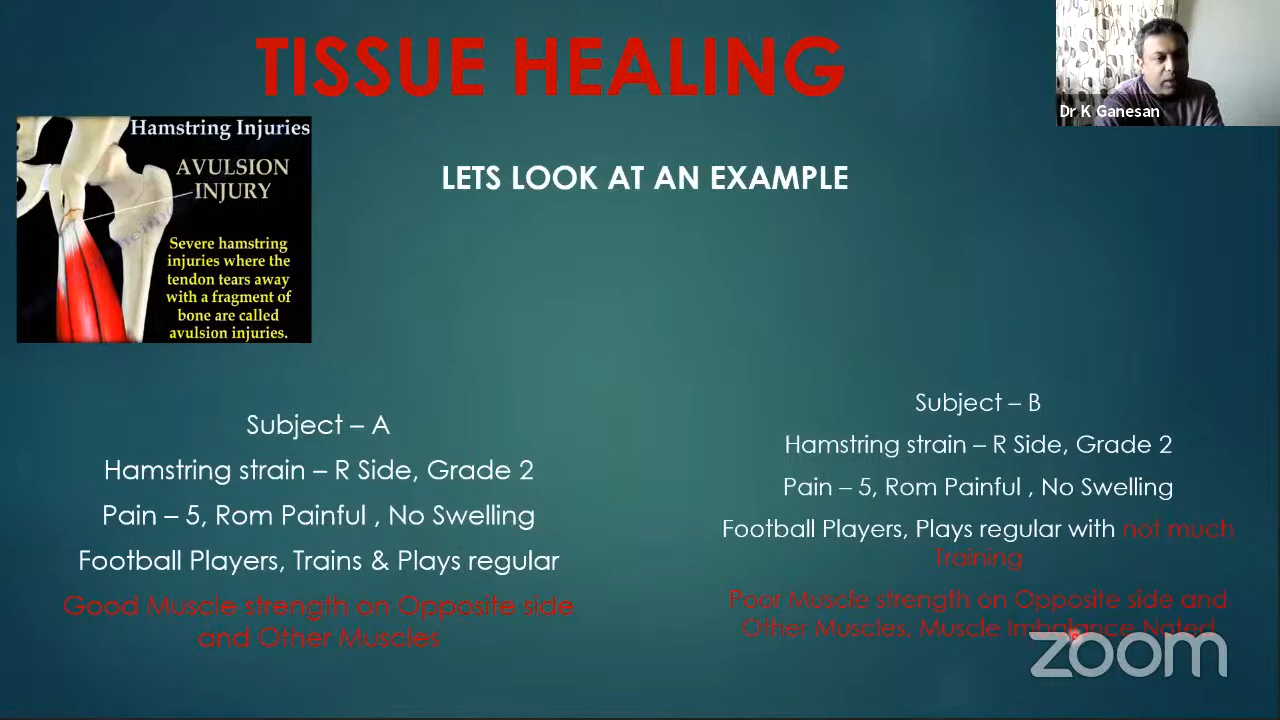 TISSUE HEALING
Dr K Ganesan
Hamstring Injuries
AVULSION
INJURY
Severe hamstring
injuries where the
tendon tears away
with a fragment of
bone are called
avulsion injuries.
LETS LOOK AT AN EXAMPLE
Subject – A
Hamstring strain – R Side, Grade 2
Pain – 5, Rom Painful , No Swelling
Football Players, Trains & Plays regular
Good Muscle strength on Opposite side
and Other Muscles
Subject – B
Hamstring strain – R Side, Grade 2
Pain – 5, Rom Painful , No Swelling
Football Players, Plays regular with not much
Training
Poor Muscle strength on Opposite side and
Other Muscles, Muscle Imbalance Noted
zoom